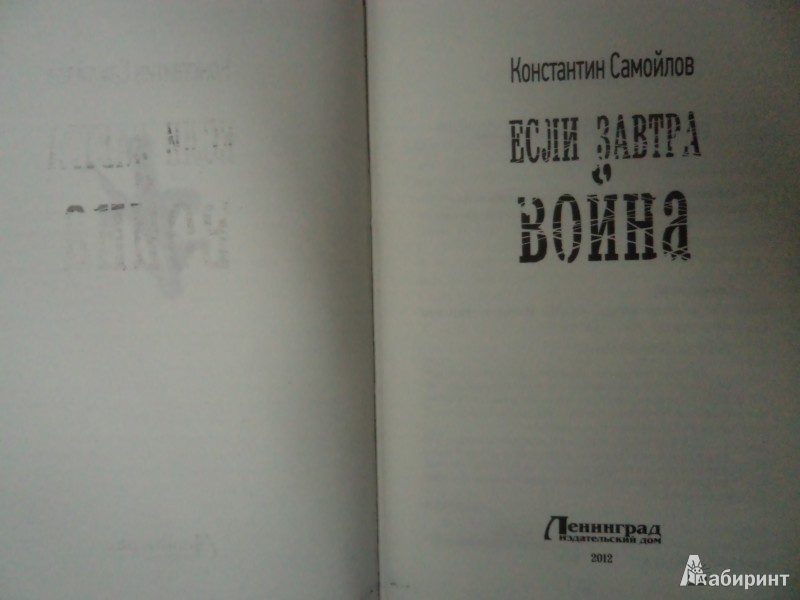 Константин Самойлов
ЕСЛИ ЗАВТРА
ВОЙНА
Ленинград
издательский дом
2012
Лабиринт